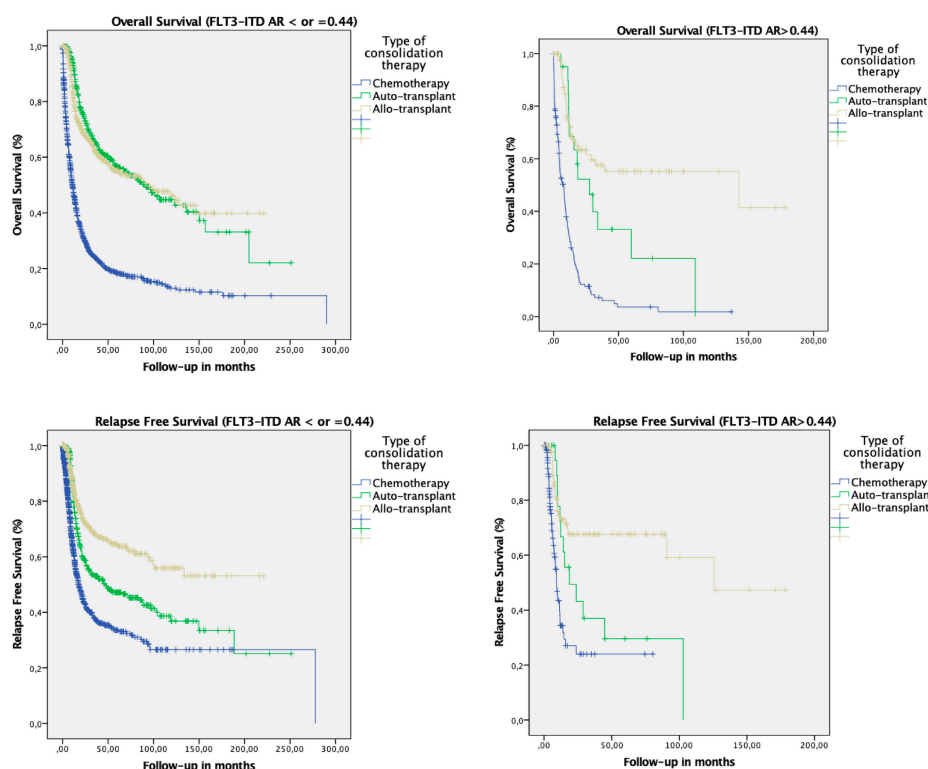 Overall Survival (FLT3-ITD AR < or =0.44)
Type of
consolidation
therapy
Chemotherapy
Auto-transplant
Allo-transplant
Overall Survival (%)
1,0
0,8
0,6
0,4
0,2
0,0
,00 50,00 100,00 150,00 200,00 250,00 300,00
Follow-up in months
Overall Survival (FLT3-ITD AR>0.44)
Type of
consolidation
therapy
Chemotherapy
Auto-transplant
Allo-transplant
Overall Survival (%)
1,0
0,8
0,6
0,4
0,2
0,0
,00 50,00 100,00 150,00 200,00
Follow-up in months
Relapse Free Survival (FLT3-ITD AR < or =0.44)
Type of
consolidation
therapy
Chemotherapy
Auto-transplant
Allo-transplant
Relapse Free Survival (%)
1,0
0,8
0,6
0,4
0,2
0,0
,00 50,00 100,00 150,00 200,00 250,00 300,00
Follow-up in months
Relapse Free Survival (FLT3-ITD AR>0.44)
Type of
consolidation
therapy
Chemotherapy
Auto-transplant
Allo-transplant
Relapse Free Survival (%)
1,0
0,8
0,6
0,4
0,2
0,0
,00 50,00 100,00 150,00 200,00
Follow-up in months